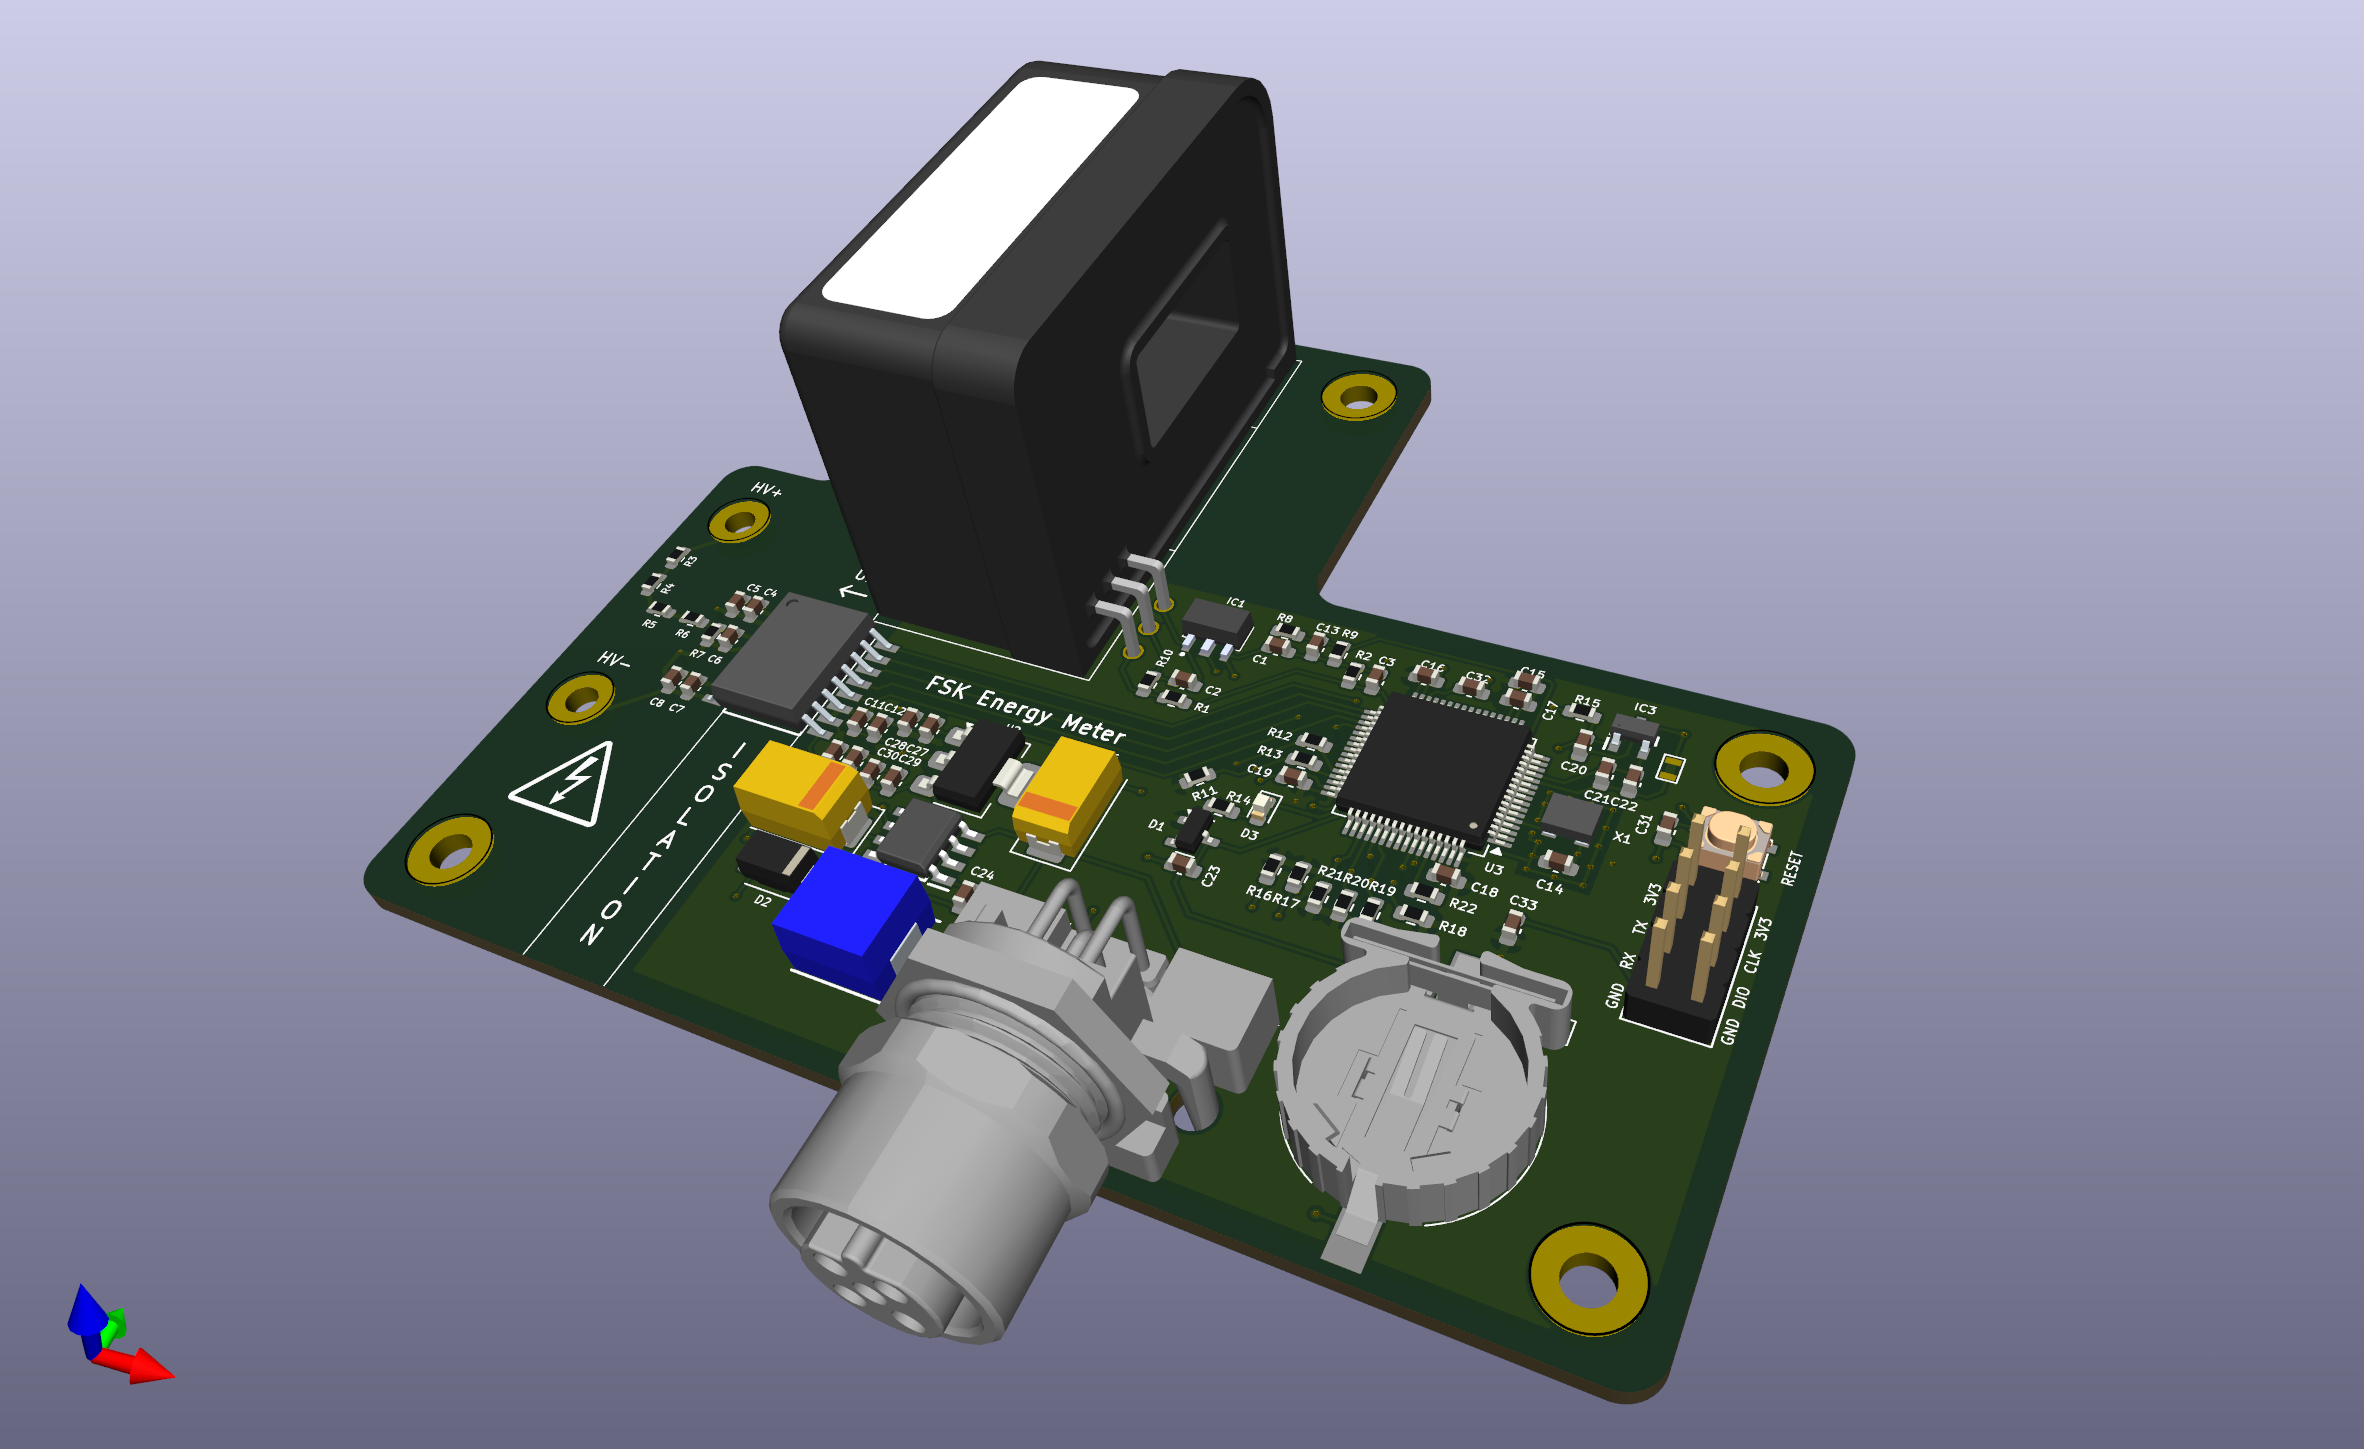 HV+
R3
R4
R5
R6
C5 C4
R7 C6
HV-
C8 C7
IC1
R8
C13 R9
C1
R10
R2 C3
C2
R1
C16
C32
C15
C17
R15
IC3
FSK Energy Meter
C11C12
C28C27
C30C29
R12
R13
C19
R11
R14
D1
D3
C23
C20
C21C22
C31
X1
U3
C14
C18
R22
R18
C33
R21R20R19
R16R17
C24
D2
ISOLATION
RESET
3V3
TX
RX
GND
3V3
CLK
DIO
GND